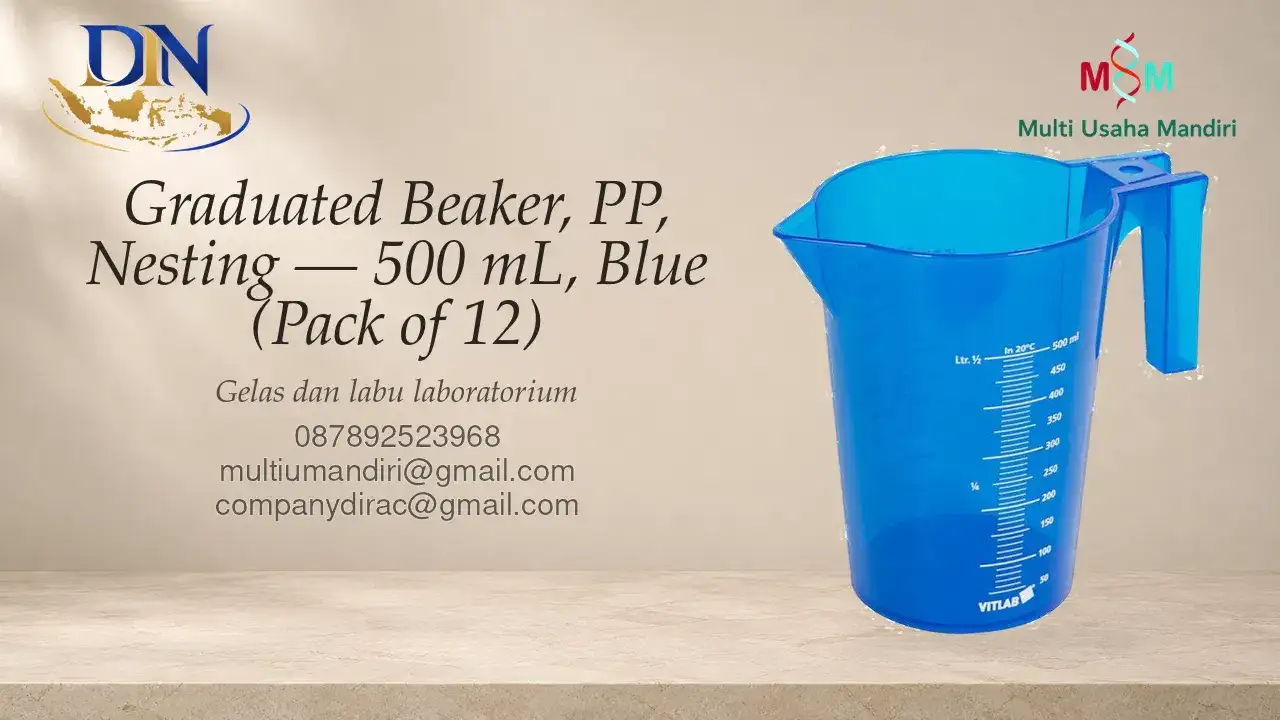 DIN
MSM
Multi Usaha Mandiri
Graduated Beaker, PP,
Nesting — 500 mL, Blue
(Pack of 12)
Gelas dan labu laboratorium
087892523968
multiumandiri@gmail.com
companydirac@gmail.com
In 20°C
Ltr. ½
500 ml
450
400
350
300
250
¼
200
150
100
50
VITLAB